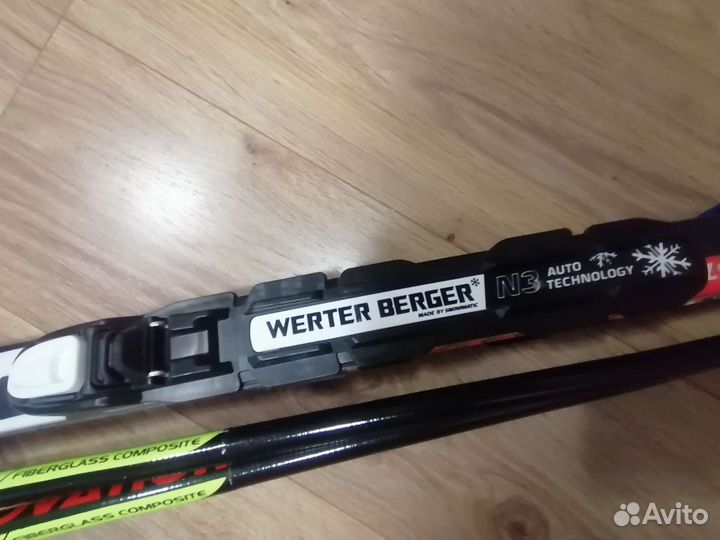 WERTER BERGER*
MADE BY SNOWMATIC
N3 AUTO
TECHNOLOGY
FIBERGLASS COMPOSITE
FIBERGLASS COMPOSITE
Avito